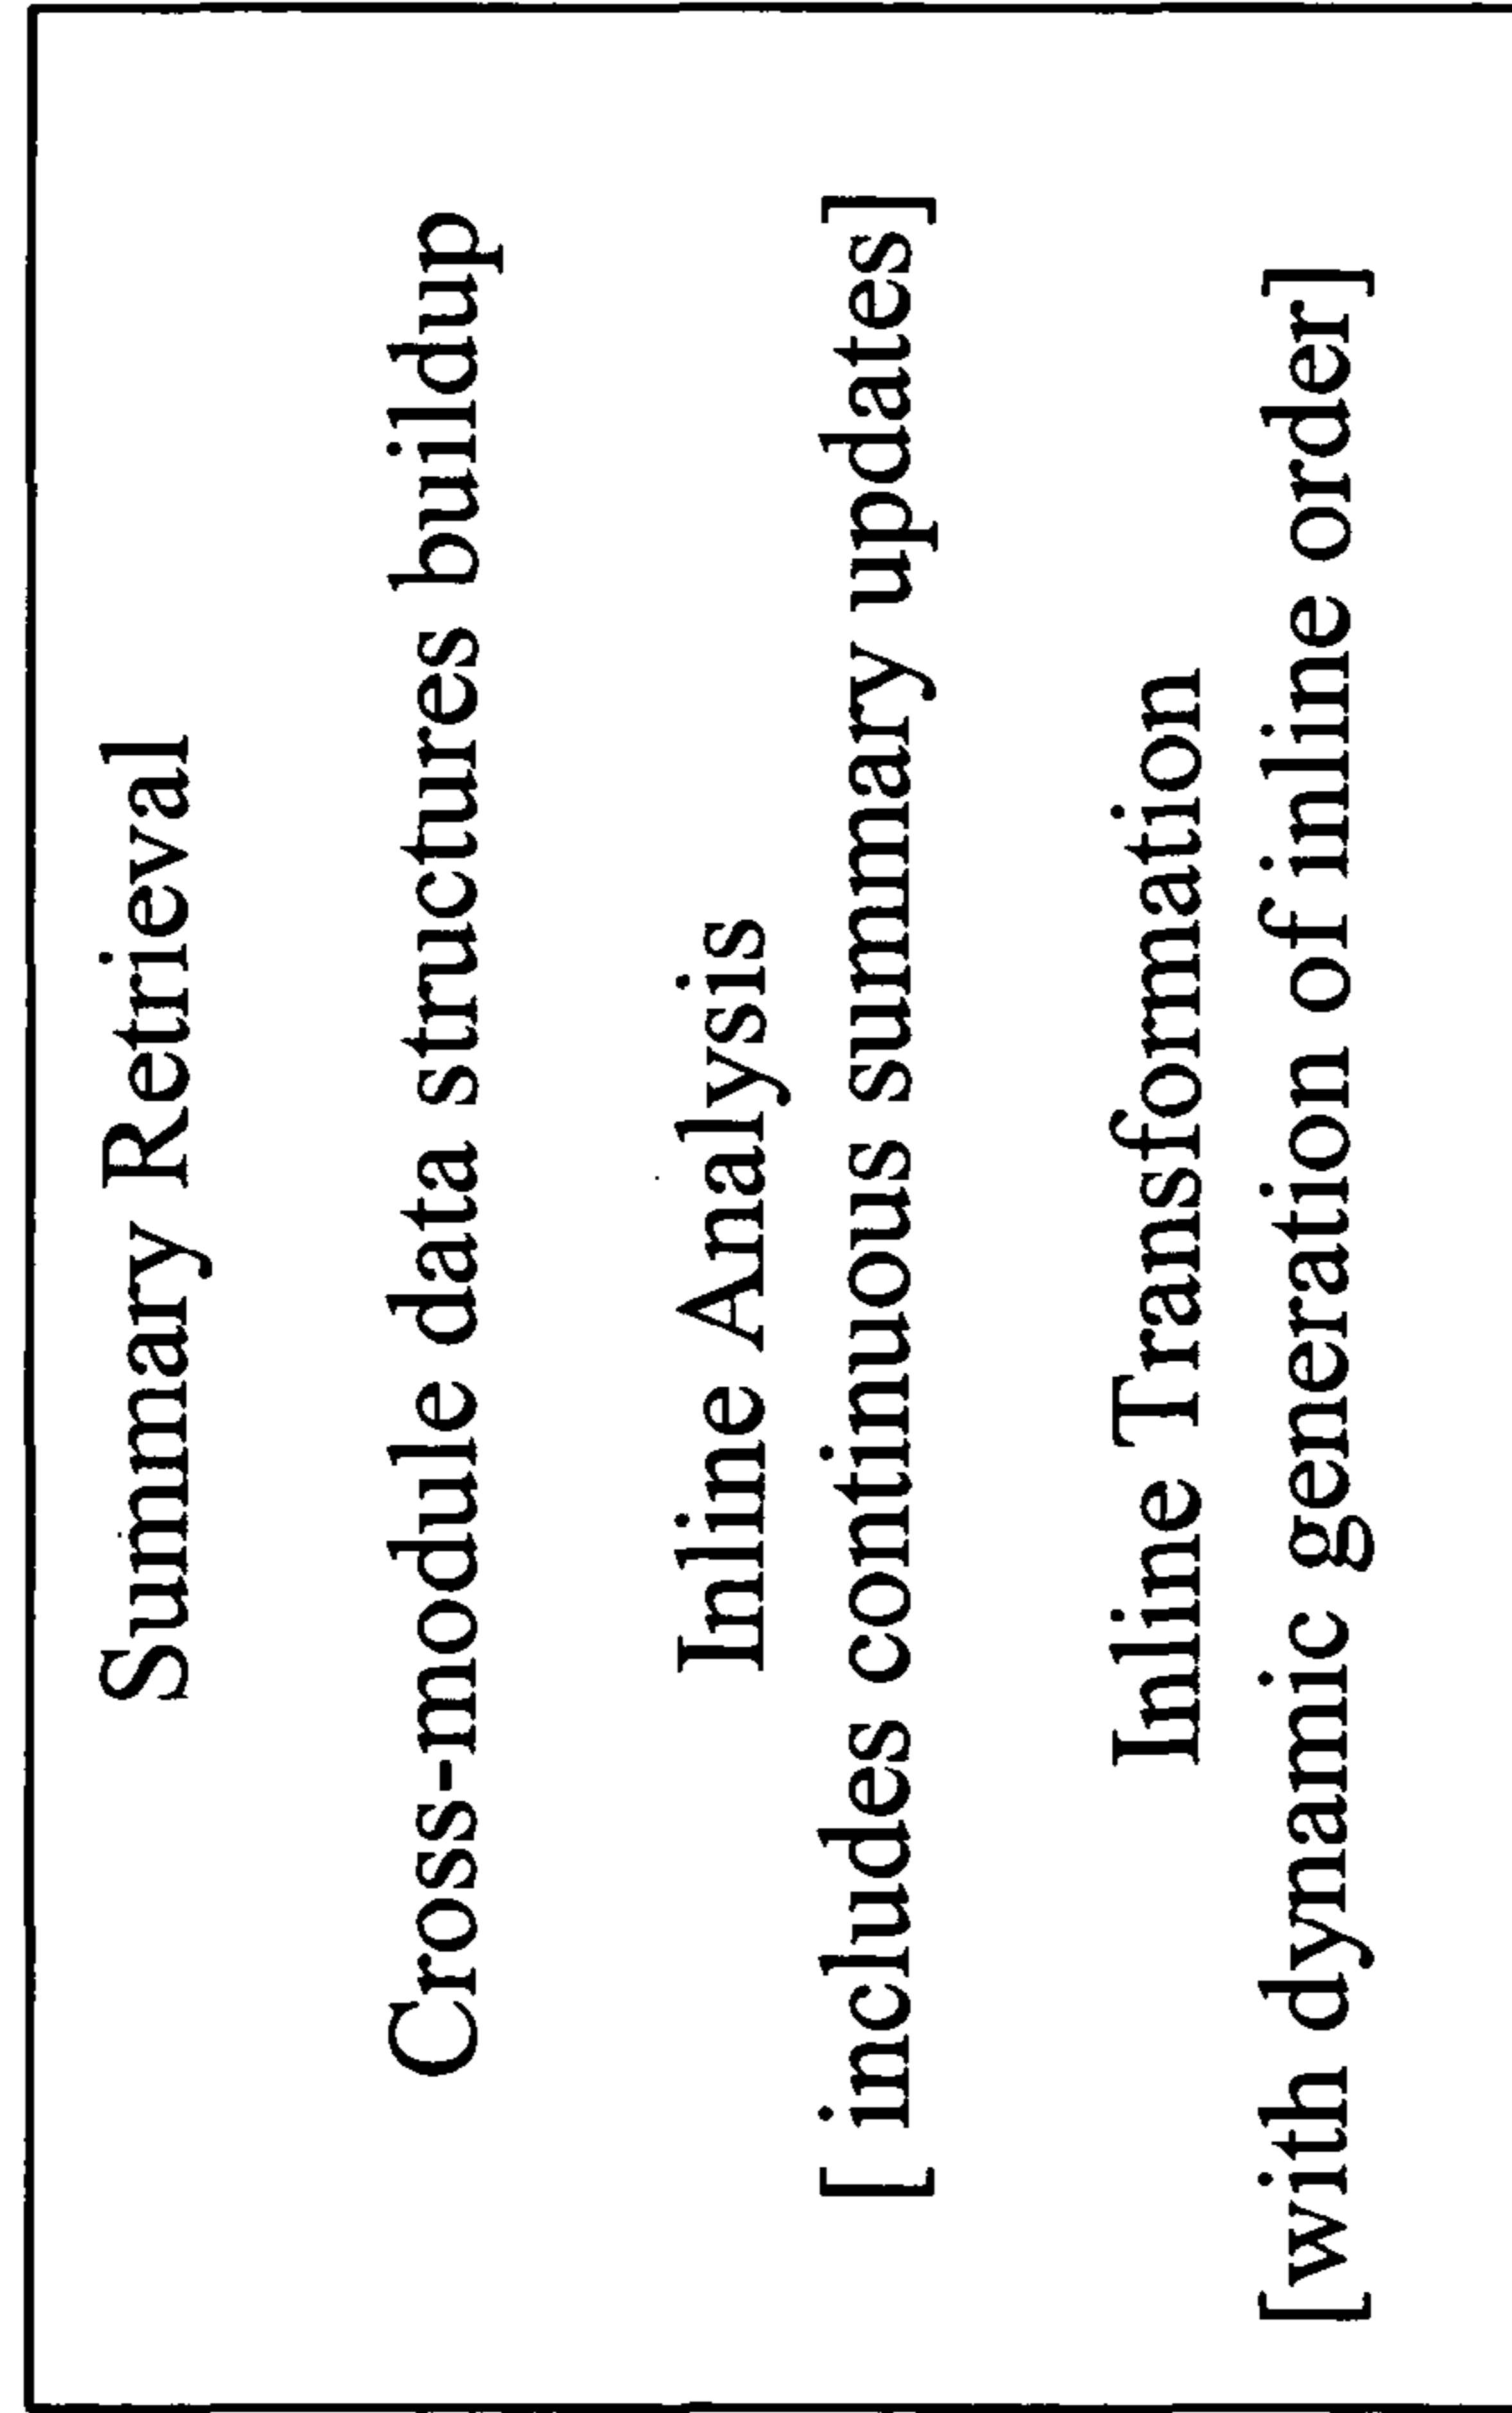 Summary Retrieval
Cross-module data structures buildup
Inline Analysis
[ includes continuous summary updates]
Inline Transformation
[with dynamic generation of inline order]